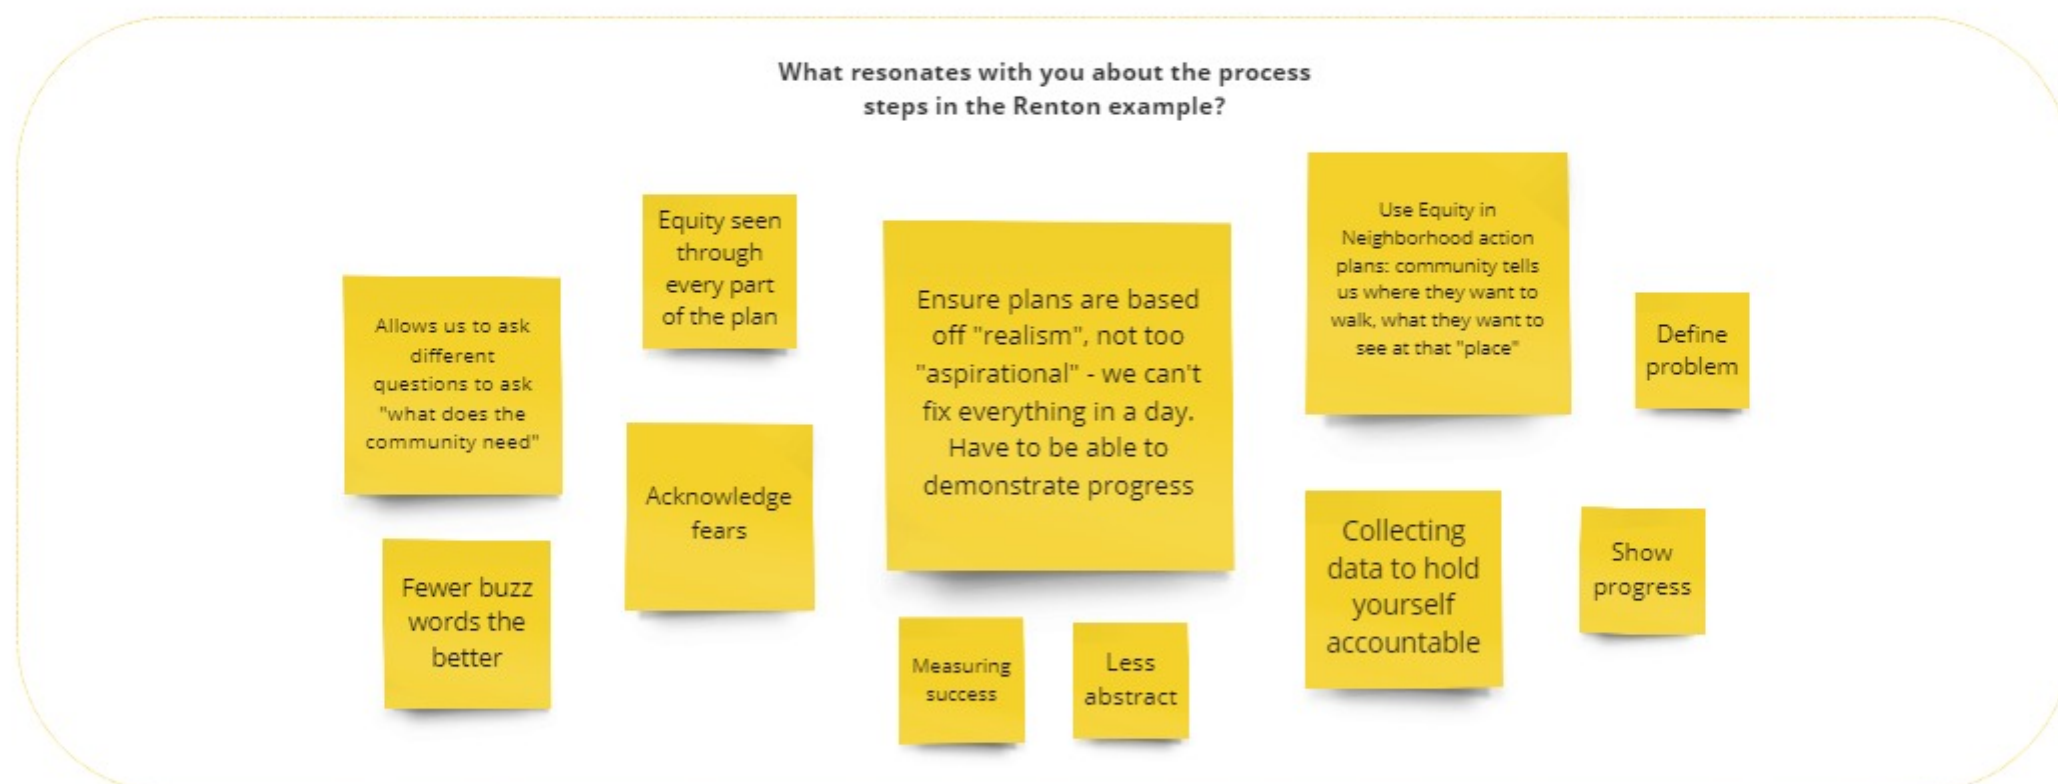 What resonates with you about the process
steps in the Renton example?
Allows us to ask
different
questions to ask
"what does the
community need"
Equity seen
through
every part
of the plan
Ensure plans are based
off "realism", not too
"aspirational" - we can't
fix everything in a day.
Have to be able to
demonstrate progress
Use Equity in
Neighborhood action
plans: community tells
us where they want to
walk, what they want to
see at that "place"
Define
problem
Fewer buzz
words the
better
Acknowledge
fears
Measuring
success
Less
abstract
Collecting
data to hold
yourself
accountable
Show
progress